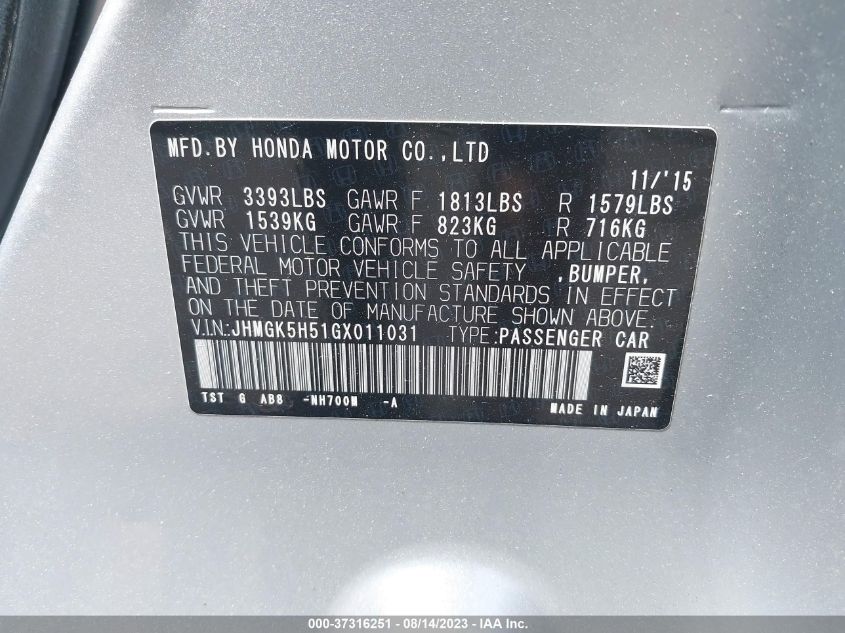 MFD.BY HONDA MOTOR CO.,LTD
11/'15
GVWR 3393LBS GAWR F 1813LBS R 1579LBS
GVWR 1539KG GAWR F 823KG R 716KG
THIS VEHICLE CONFORMS TO ALL APPLICABLE
FEDERAL MOTOR VEHICLE SAFETY ,BUMPER,
AND THEFT PREVENTION STANDARDS IN EFFECT
ON THE DATE OF MANUFACTURE SHOWN ABOVE.
V.I.N.:JHMGK5H51GX011031 TYPE:PASSENGER CAR
TST G AB8 -NH700M -A
MADE IN JAPAN
000-37316251 - 08/14/2023 - IAAI Inc.